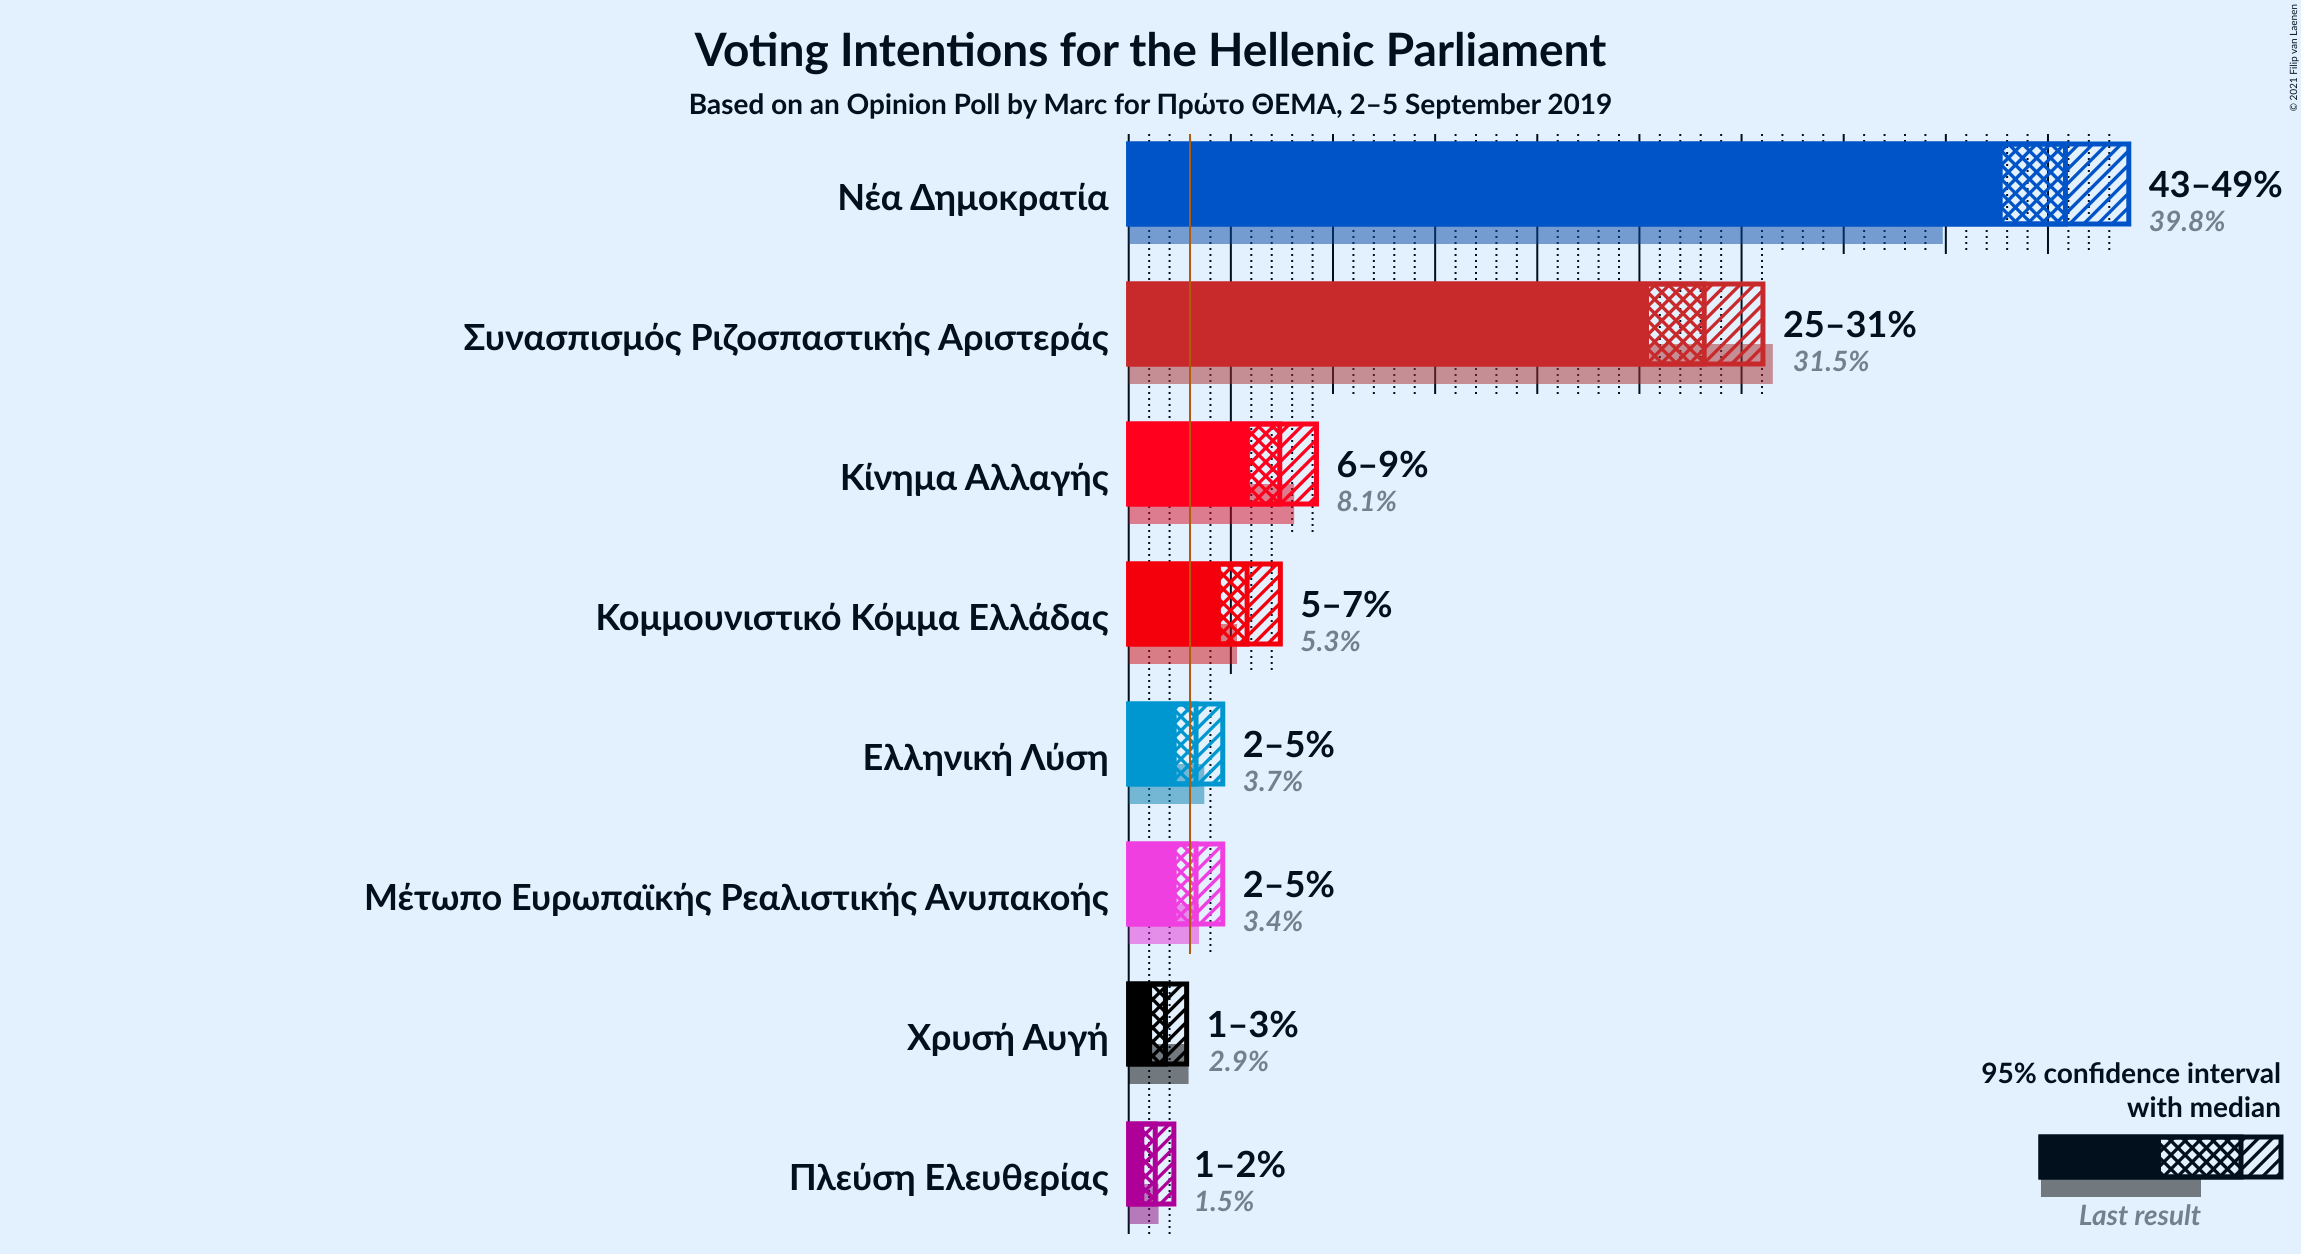 Voting Intentions for the Hellenic Parliament
Based on an Opinion Poll by Marc for Πρώτο ΘΕΜΑ, 2–5 September 2019
© 2021 Filip van Laenen
Νέα Δημοκρατία
43–49%
39.8%
Συνασπισμός Ριζοσπαστικής Αριστεράς
25–31%
31.5%
Κίνημα Αλλαγής
6–9%
8.1%
Κομμουνιστικό Κόμμα Ελλάδας
5–7%
5.3%
Ελληνική Λύση
2–5%
3.7%
Μέτωπο Ευρωπαϊκής Ρεαλιστικής Ανυπακοής
2–5%
3.4%
Χρυσή Αυγή
1–3%
2.9%
Πλεύση Ελευθερίας
1–2%
1.5%
95% confidence interval
with median
Last result